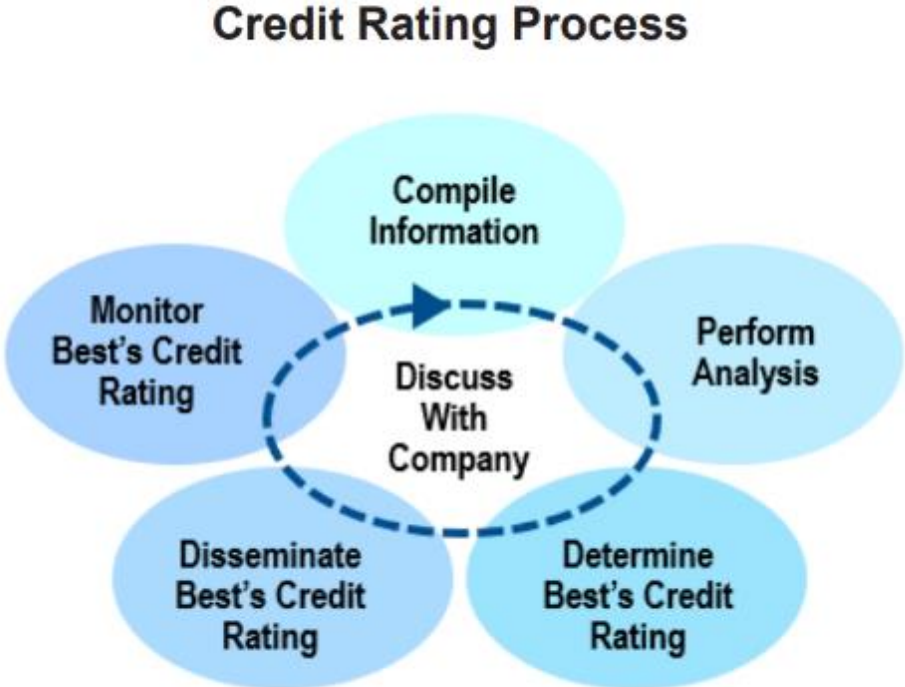 Credit Rating Process
Compile
Information
Perform
Analysis
Determine
Best's Credit
Rating
Disseminate
Best's Credit
Rating
Monitor
Best's Credit
Rating
Discuss
With
Company